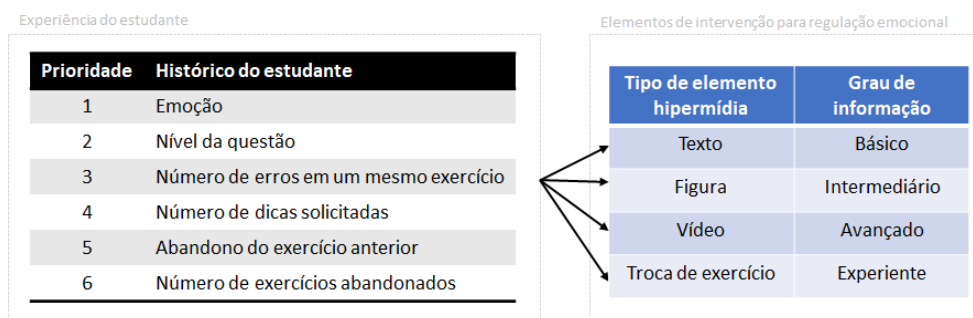 Experiência do estudante
Prioridade Histórico do estudante
1 Emoção
2 Nível da questão
3 Número de erros em um mesmo exercício
4 Número de dicas solicitadas
5 Abandono do exercício anterior
6 Número de exercícios abandonados
Elementos de intervenção para regulação emocional
Tipo de elemento Grau de
hipermídia informação
Texto Básico
Figura Intermediário
Vídeo Avançado
Troca de exercício Experiente